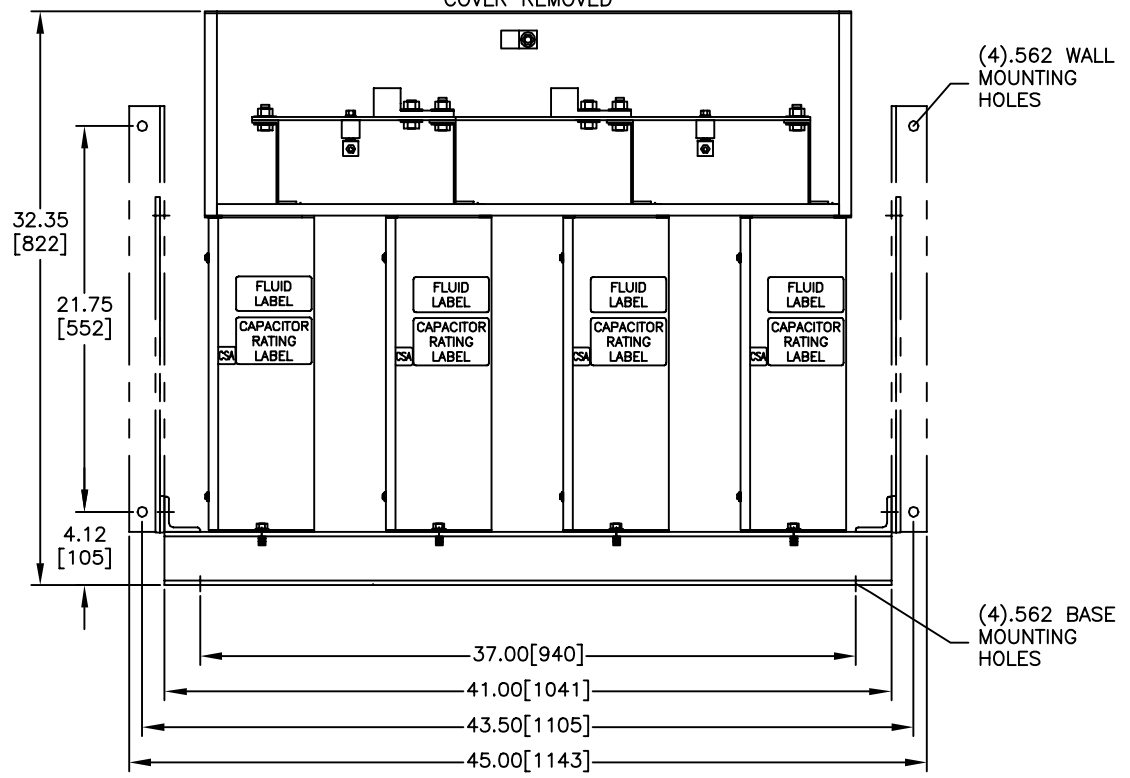 COVER REMOVED
(4).562 WALL
MOUNTING
HOLES
32.35
[822]
21.75
[552]
4.12
[105]
FLUID
LABEL
CAPACITOR
RATING
LABEL
CSA
FLUID
LABEL
CAPACITOR
RATING
LABEL
CSA
FLUID
LABEL
CAPACITOR
RATING
LABEL
CSA
FLUID
LABEL
CAPACITOR
RATING
LABEL
CSA
(4).562 BASE
MOUNTING
HOLES
37.00[940]
41.00[1041]
43.50[1105]
45.00[1143]